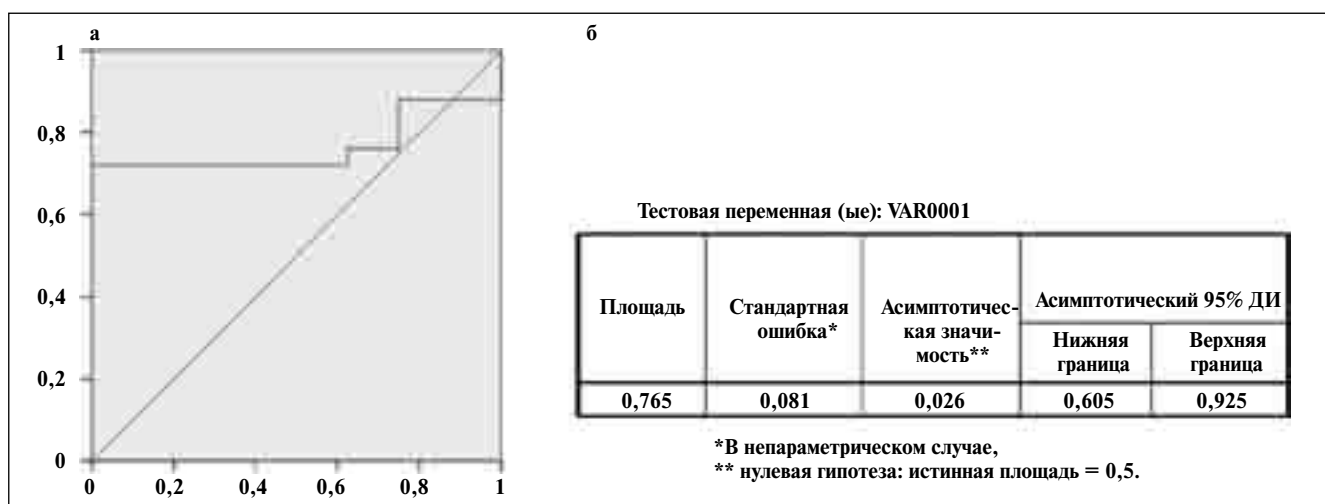 а
б
1
0,8
0,6
0,4
0,2
0
0 0,2 0,4 0,6 0,8 1
Тестовая переменная (ые): VAR0001
Площадь
Стандартная
ошибка*
Асимптотичес-
кая значи-
мость**
Асимптотический 95% ДИ
Нижняя
граница
Верхняя
граница
0,765 0,081 0,026 0,605 0,925
*В непараметрическом случае,
** нулевая гипотеза: истинная площадь = 0,5.